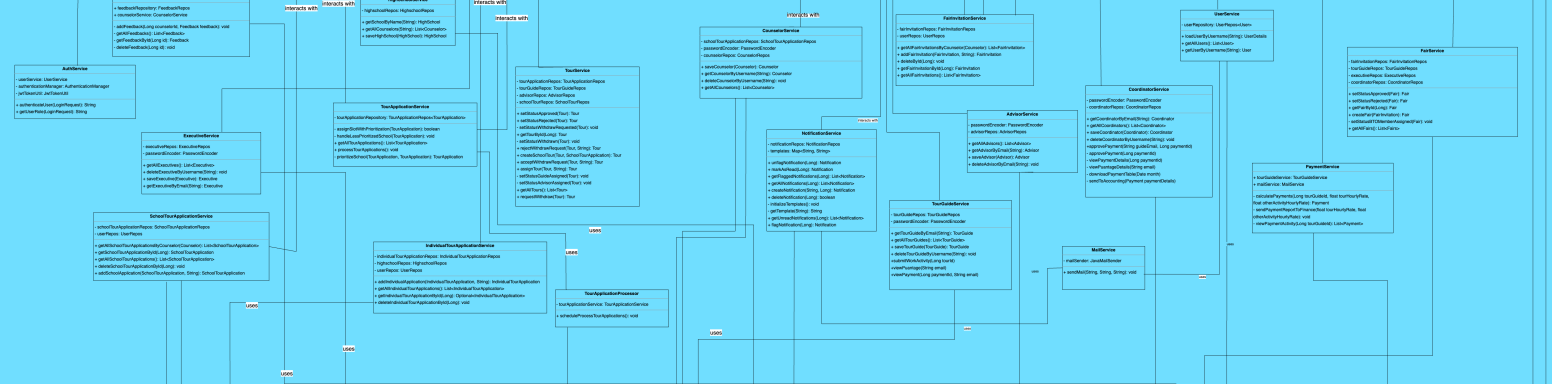 - feedbackRepository: FeedbackRepos
+ counselorService: CounselorService
- addFeedback(Long counselorId, Feedback feedback): void
- getAllFeedbacks(): List<Feedback>
- getFeedbackById(Long id): Feedback
- deleteFeedback(Long id): void
interacts with
interacts with
interacts with
interacts with
- highschoolRepos: HighschoolRepos
+ getSchoolByName(String): HighSchool
+ getAllCounselors(String): List<Counselor>
+ saveHighSchool(HighSchool): HighSchool
AuthService
- userService: UserService
- authenticationManager: AuthenticationManager
- jwtTokenUtil: JwtTokenUtil
+ authenticateUser(LoginRequest): String
+ getUserRole(LoginRequest): String
ExecutiveService
- executiveRepos: ExecutiveRepos
- passwordEncoder: PasswordEncoder
+ getAllExecutives(): List<Executive>
+ deleteExecutiveByUsername(String): void
+ saveExecutive(Executive): Executive
+ getExecutiveByEmail(String): Executive
SchoolTourApplicationService
- schoolTourApplicationRepos: SchoolTourApplicationRepos
- userRepos: UserRepos
+ getAllSchoolTourApplicationsByCounselor(Counselor): List<SchoolTourApplication>
+ getSchoolTourApplicationById(Long): SchoolTourApplication
+ getAllSchoolTourApplications(): List<SchoolTourApplication>
+ deleteSchoolTourApplicationById(Long): void
+ addSchoolApplication(SchoolTourApplication, String): SchoolTourApplication
TourApplicationService
- tourApplicationRepository: TourApplicationRepos<TourApplication>
- assignSlotWithPrioritization(TourApplication): boolean
- handleLessPrioritizedSchool(TourApplication): void
+ getAllTourApplications(): List<TourApplication>
+ processTourApplications(): void
- prioritizeSchool(TourApplication, TourApplication): TourApplication
IndividualTourApplicationService
- individualTourApplicationRepos: IndividualTourApplicationRepos
- highschoolRepos: HighschoolRepos
- userRepos: UserRepos
+ addIndividualApplication(IndividualTourApplication, String): IndividualTourApplication
+ getAllIndividualApplications(): List<IndividualTourApplication>
+ getIndividualTourApplicationById(Long): Optional<IndividualTourApplication>
+ deleteIndividualTourApplicationById(Long): void
TourService
- tourApplicationRepos: TourApplicationRepos
- tourGuideRepos: TourGuideRepos
- advisorRepos: AdvisorRepos
- schoolTourRepos: SchoolTourRepos
+ setStatusApproved(Tour): Tour
+ setStatusRejected(Tour): Tour
+ setStatusWithdrawRequested(Tour): void
+ getTourById(Long): Tour
+ setStatusWithdrawn(Tour): void
+ rejectWithdrawRequest(Tour, String): Tour
+ createSchoolTour(Tour, SchoolTourApplication): Tour
+ acceptWithdrawRequest(Tour, String): Tour
+ assignTour(Tour, String): Tour
+ setStatusGuideAssigned(Tour): void
+ setStatusAdvisorAssigned(Tour): void
+ getAllTours(): List<Tour>
+ requestWithdraw(Tour): Tour
TourApplicationProcessor
- tourApplicationService: TourApplicationService
+ scheduleProcessTourApplications(): void
CounselorService
- schoolTourApplicationRepos: SchoolTourApplicationRepos
- passwordEncoder: PasswordEncoder
- counselorRepos: CounselorRepos
+ saveCounselor(Counselor): Counselor
+ getCounselorByUsername(String): Counselor
+ deleteCounselorByUsername(String): void
+ getAllCounselors(): List<Counselor>
interacts with
NotificationService
- notificationRepos: NotificationRepos
- templates: Map<String, String>
+ unflagNotification(Long): Notification
+ markAsRead(Long): Notification
+ getFlaggedNotifications(Long): List<Notification>
+ getAllNotifications(Long): List<Notification>
+ createNotification(String, Long): Notification
+ deleteNotification(Long): boolean
- initializeTemplates(): void
- getTemplate(String): String
+ getUnreadNotifications(Long): List<Notification>
+ flagNotification(Long): Notification
FairInvitationService
- fairInvitationRepos: FairInvitationRepos
- userRepos: UserRepos
+ getAllFairInvitationsByCounselor(Counselor): List<FairInvitation>
+ addFairInvitation(FairInvitation, String): FairInvitation
+ deleteById(Long): void
+ getFairInvitationById(Long): FairInvitation
+ getAllFairInvitations(): List<FairInvitation>
AdvisorService
- passwordEncoder: PasswordEncoder
- advisorRepos: AdvisorRepos
+ getAllAdvisors(): List<Advisor>
+ getAdvisorByEmail(String): Advisor
+ saveAdvisor(Advisor): Advisor
+ deleteAdvisorByEmail(String): void
TourGuideService
- tourGuideRepos: TourGuideRepos
- passwordEncoder: PasswordEncoder
+ getTourGuideByEmail(String): TourGuide
+ getAllTourGuides(): List<TourGuide>
+ saveTourGuide(TourGuide): TourGuide
+ deleteTourGuideByUsername(String): void
+submitWorkActivity(Long tourId)
+viewPuantage(String email)
+viewPayment(Long paymentId, String email)
UserService
- userRepository: UserRepos<User>
+ loadUserByUsername(String): UserDetails
+ getAllUsers(): List<User>
+ getUserByUsername(String): User
CoordinatorService
- passwordEncoder: PasswordEncoder
- coordinatorRepos: CoordinatorRepos
+ getCoordinatorByEmail(String): Coordinator
+ getAllCoordinators(): List<Coordinator>
+ saveCoordinator(Coordinator): Coordinator
+ deleteCoordinatorByUsername(String): void
+approvePayment(String guideEmail, Long paymentId)
- approvePayment(Long paymentId)
- viewPaymentDetails(Long paymentId)
- viewPuantageDetails(String email)
- downloadPaymentTable(Date month)
- sendToAccounting(Payment paymentDetails)
MailService
- mailSender: JavaMailSender
+ sendMail(String, String, String): void
FairService
- fairInvitationRepos: FairInvitationRepos
- tourGuideRepos: TourGuideRepos
- executiveRepos: ExecutiveRepos
- coordinatorRepos: CoordinatorRepos
+ setStatusApproved(Fair): Fair
+ setStatusRejected(Fair): Fair
+ getFairById(Long): Fair
+ createFair(FairInvitation): Fair
- setStatusBTOMemberAssigned(Fair): void
+ getAllFairs(): List<Fair>
PaymentService
- tourGuideService: TourGuideService
+ mailService: MailService
- calculatePayments(Long tourGuideId, float tourHourlyRate,
float otherActivityHourlyRate): Payment
- sendPaymentReportToFinance(float tourHourlyRate, float
otherActivityHourlyRate): void
- viewPaymentActivity(Long tourGuideId): List<Payment>
uses
uses
uses
uses
uses
uses
uses
uses
uses
uses